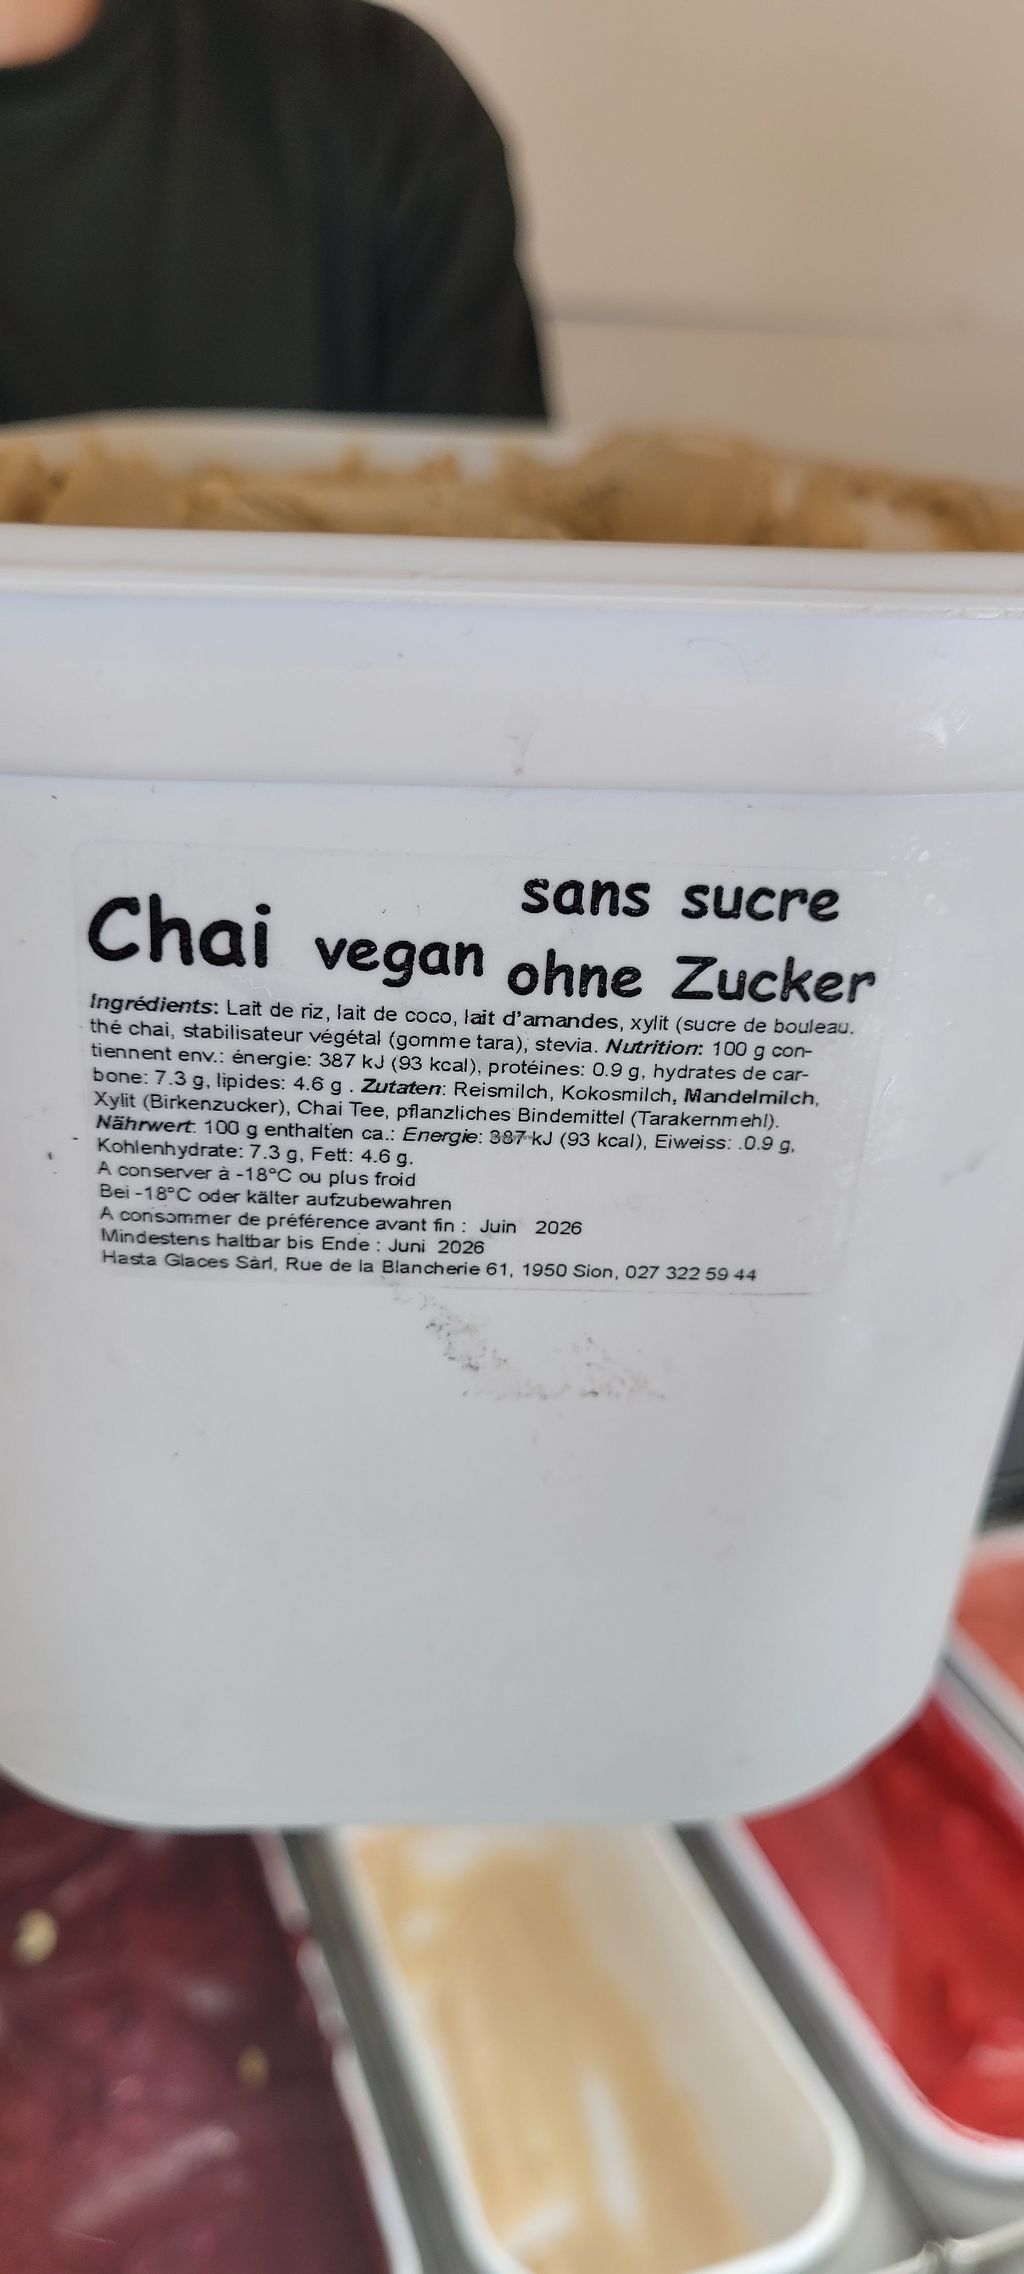 Chai vegan sans sucre
ohne Zucker
Ingrédients: Lait de riz, lait de coco, lait d'amandes, xylit (sucre de bouleau.
thé chai, stabilisateur végétal (gomme tara), stevia. Nutrition: 100 g con-
tiennent env.: énergie: 387 kJ (93 kcal), protéines: 0.9 g, hydrates de car-
bone: 7.3 g, lipides: 4.6 g . Zutaten: Reismilch, Kokosmilch, Mandelmilch,
Xylit (Birkenzucker), Chai Tee, pflanzliches Bindemittel (Tarakernmehl).
Nährwert: 100 g enthalten ca.: Energie: 387 kJ (93 kcal), Eiweiss: .0.9 g,
Kohlenhydrate: 7.3 g, Fett: 4.6 g.
A conserver à -18°C ou plus froid
Bei -18°C oder kälter aufzubewahren
A consommer de préférence avant fin : Juin 2026
Mindestens haltbar bis Ende : Juni 2026
Hasta Glaces Sàrl, Rue de la Blancherie 61, 1950 Sion, 027 322 59 44